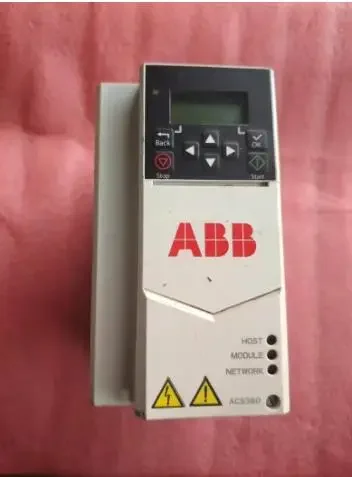 Back
OK
Stop
Start
ABB
HOST
MODULE
NETWORK
ACS380